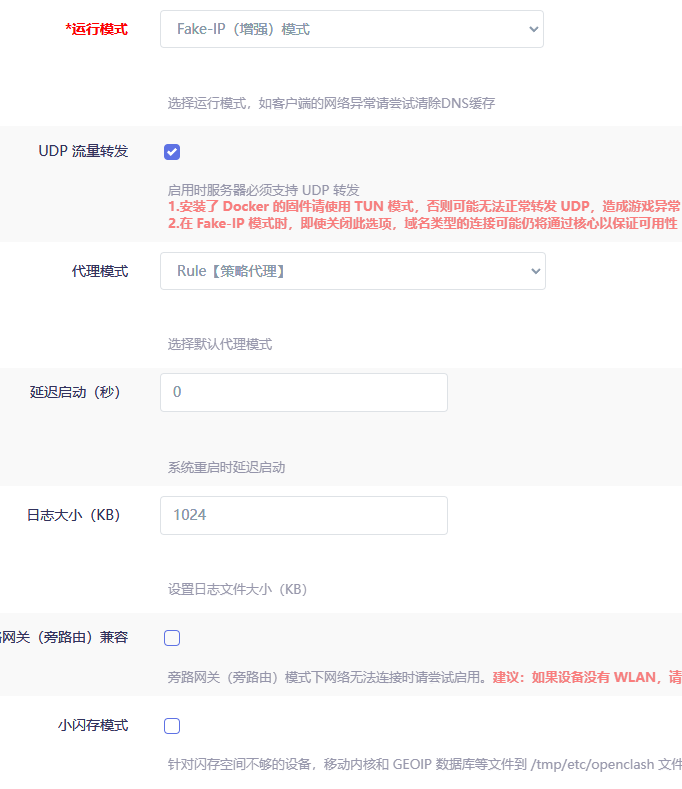 *运行模式
Fake-IP（增强）模式
选择运行模式，如客户端的网络异常请尝试清除DNS缓存
UDP 流量转发
启用时服务器必须支持 UDP 转发
1.安装了 Docker 的固件请使用 TUN 模式，否则可能无法正常转发 UDP，造成游戏异常
2.在 Fake-IP 模式时，即使关闭此选项，域名类型的连接可能仍将通过核心以保证可用性
代理模式
Rule【策略代理】
选择默认代理模式
延迟启动（秒）
0
系统重启时延迟启动
日志大小（KB）
1024
设置日志文件大小（KB）
网关（旁路由）兼容
旁路网关（旁路由）模式下网络无法连接时请尝试启用。建议：如果设备没有 WLAN，请
小闪存模式
针对闪存空间不够的设备，移动内核和 GEOIP 数据库等文件到 /tmp/etc/openclash 文件